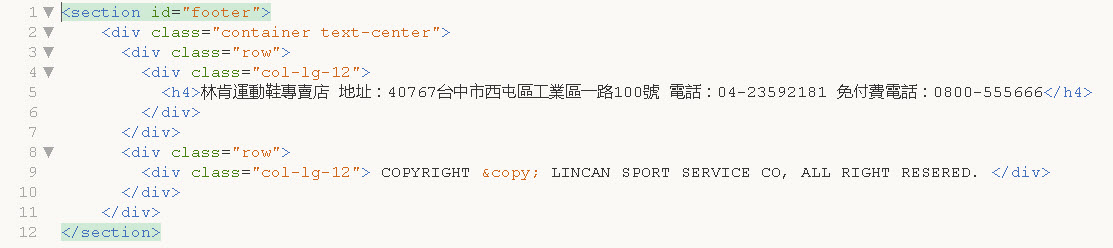 1 ▼ <section id="footer">
2 ▼ <div class="container text-center">
3 ▼ <div class="row">
4 ▼ <div class="col-lg-12">
5 <h4>林肯運動鞋專賣店 地址：40767台中市西屯區工業區一路100號 電話：04-23592181 免付費電話：0800-555666</h4>
6 </div>
7 </div>
8 ▼ <div class="row">
9 <div class="col-lg-12"> COPYRIGHT &copy; LINCAN SPORT SERVICE CO, ALL RIGHT RESERED. </div>
10 </div>
11 </div>
12 </section>